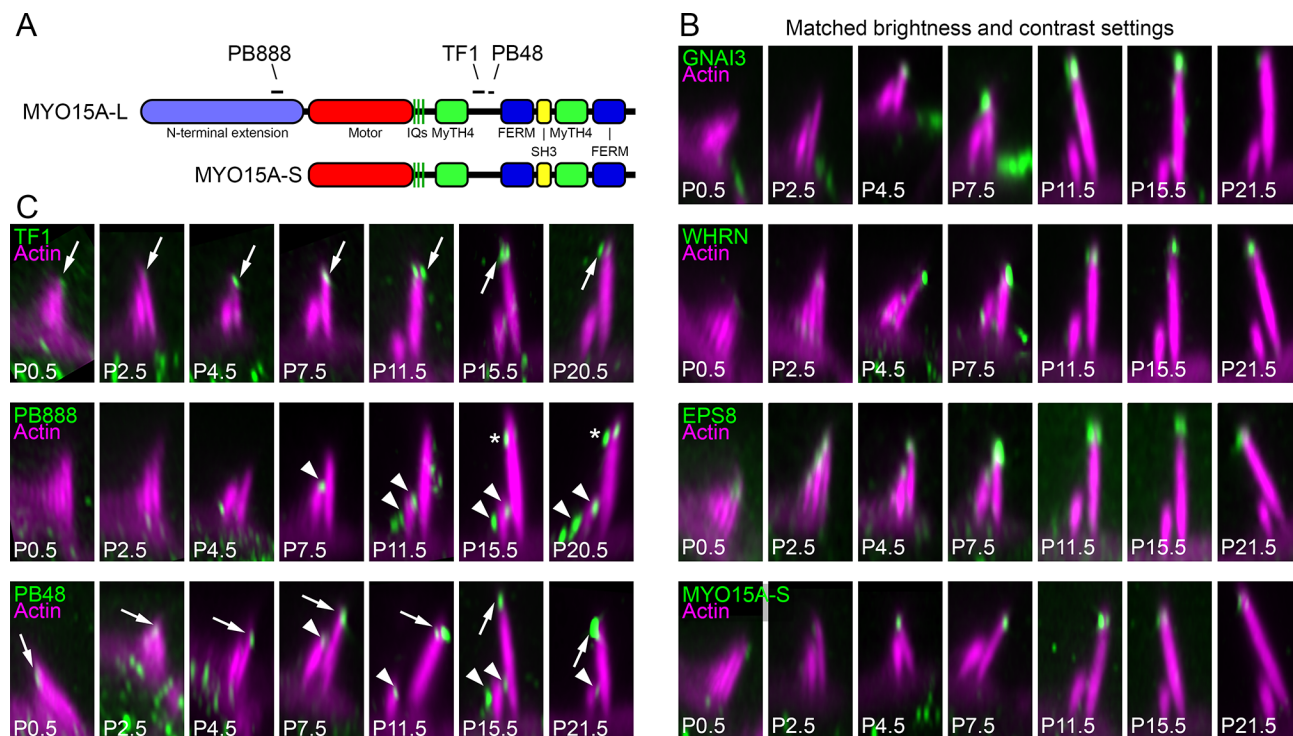 A
PB888 TF1 PB48
MYO15A-L
N-terminal extension Motor IQs MyTH4 FERM | MyTH4 |
SH3 FERM
MYO15A-S
B
Matched brightness and contrast settings
GNAI3
Actin
P0.5 P2.5 P4.5 P7.5 P11.5 P15.5 P21.5
WHRN
Actin
P0.5 P2.5 P4.5 P7.5 P11.5 P15.5 P21.5
EPS8
Actin
P0.5 P2.5 P4.5 P7.5 P11.5 P15.5 P21.5
MYO15A-S
Actin
P0.5 P2.5 P4.5 P7.5 P11.5 P15.5 P21.5
C
TF1
Actin
P0.5 P2.5 P4.5 P7.5 P11.5 P15.5 P20.5
PB888
Actin
* *
P0.5 P2.5 P4.5 P7.5 P11.5 P15.5 P20.5
PB48
Actin
P0.5 P2.5 P4.5 P7.5 P11.5 P15.5 P21.5